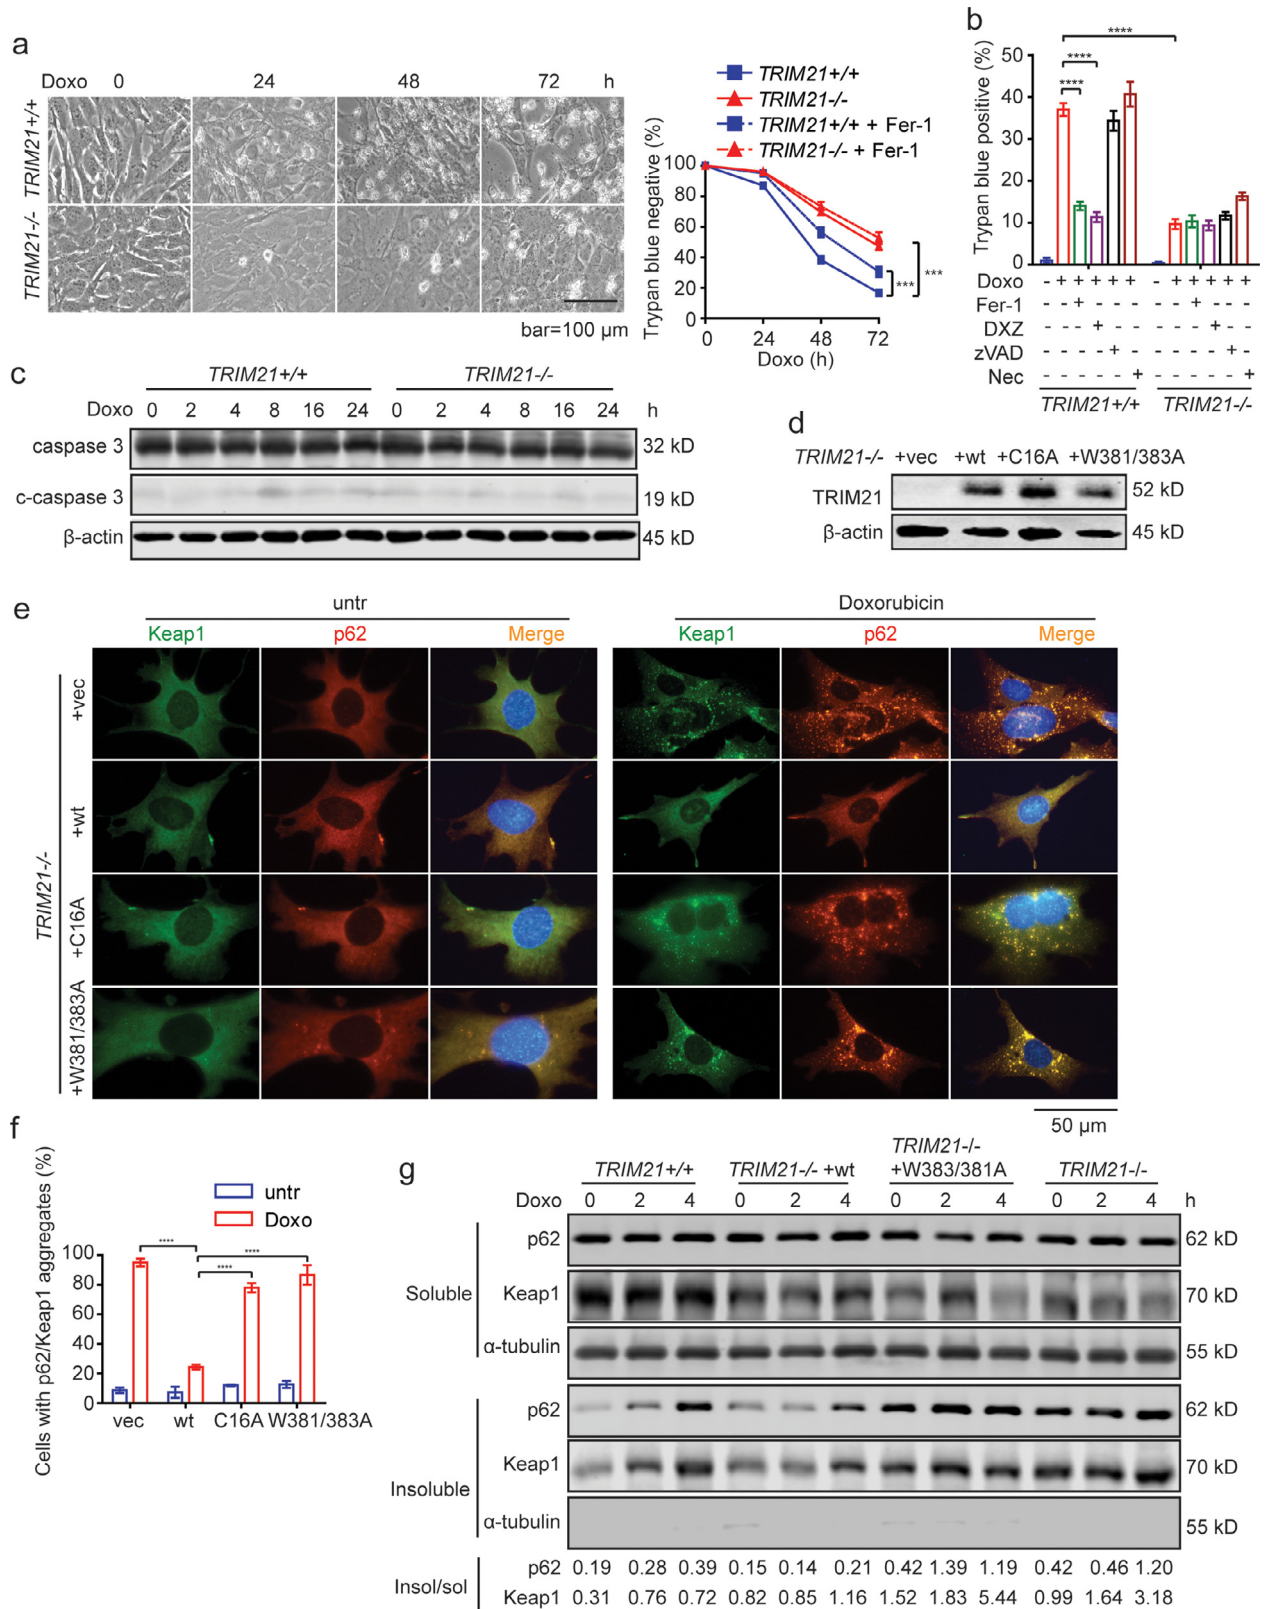 a
Doxo 0 24 48 72 h
TRIM21+/+
TRIM21-/-
bar=100 µm
TRIM21+/+
TRIM21-/-
TRIM21+/+ + Fer-1
TRIM21-/- + Fer-1
Trypan blue negative (%)
100
80
60
40
20
0
0 24 48 72
Doxo (h)
***
***
b
Trypan blue positive (%)
50
40
30
20
10
0
****
****
****
Doxo - + + + + + - + + + + +
Fer-1 - - + - - - - - + - - -
DXZ - - - + - - - - - + - -
zVAD - - - - + - - - - - + -
Nec - - - - - + - - - - - +
TRIM21+/+ TRIM21-/-
c
TRIM21+/+ TRIM21-/-
Doxo 0 2 4 8 16 24 0 2 4 8 16 24 h
caspase 3 32 kD
c-caspase 3 19 kD
β-actin 45 kD
d
TRIM21-/- +vec +wt +C16A +W381/383A
TRIM21 52 kD
β-actin 45 kD
e
untr Doxorubicin
Keap1 p62 Merge Keap1 p62 Merge
TRIM21-/-
+vec
+wt
+C16A
+W381/383A
50 µm
f
Cells with p62/Keap1 aggregates (%)
untr
Doxo
100
80
60
40
20
0
****
****
****
vec wt C16A W381/383A
g
TRIM21+/+ TRIM21-/- +wt TRIM21-/- +W383/381A TRIM21-/-
Doxo 0 2 4 0 2 4 0 2 4 0 2 4 h
Soluble
p62 62 kD
Keap1 70 kD
α-tubulin 55 kD
Insoluble
p62 62 kD
Keap1 70 kD
α-tubulin 55 kD
Insol/sol
p62 0.19 0.28 0.39 0.15 0.14 0.21 0.42 1.39 1.19 0.42 0.46 1.20
Keap1 0.31 0.76 0.72 0.82 0.85 1.16 1.52 1.83 5.44 0.99 1.64 3.18